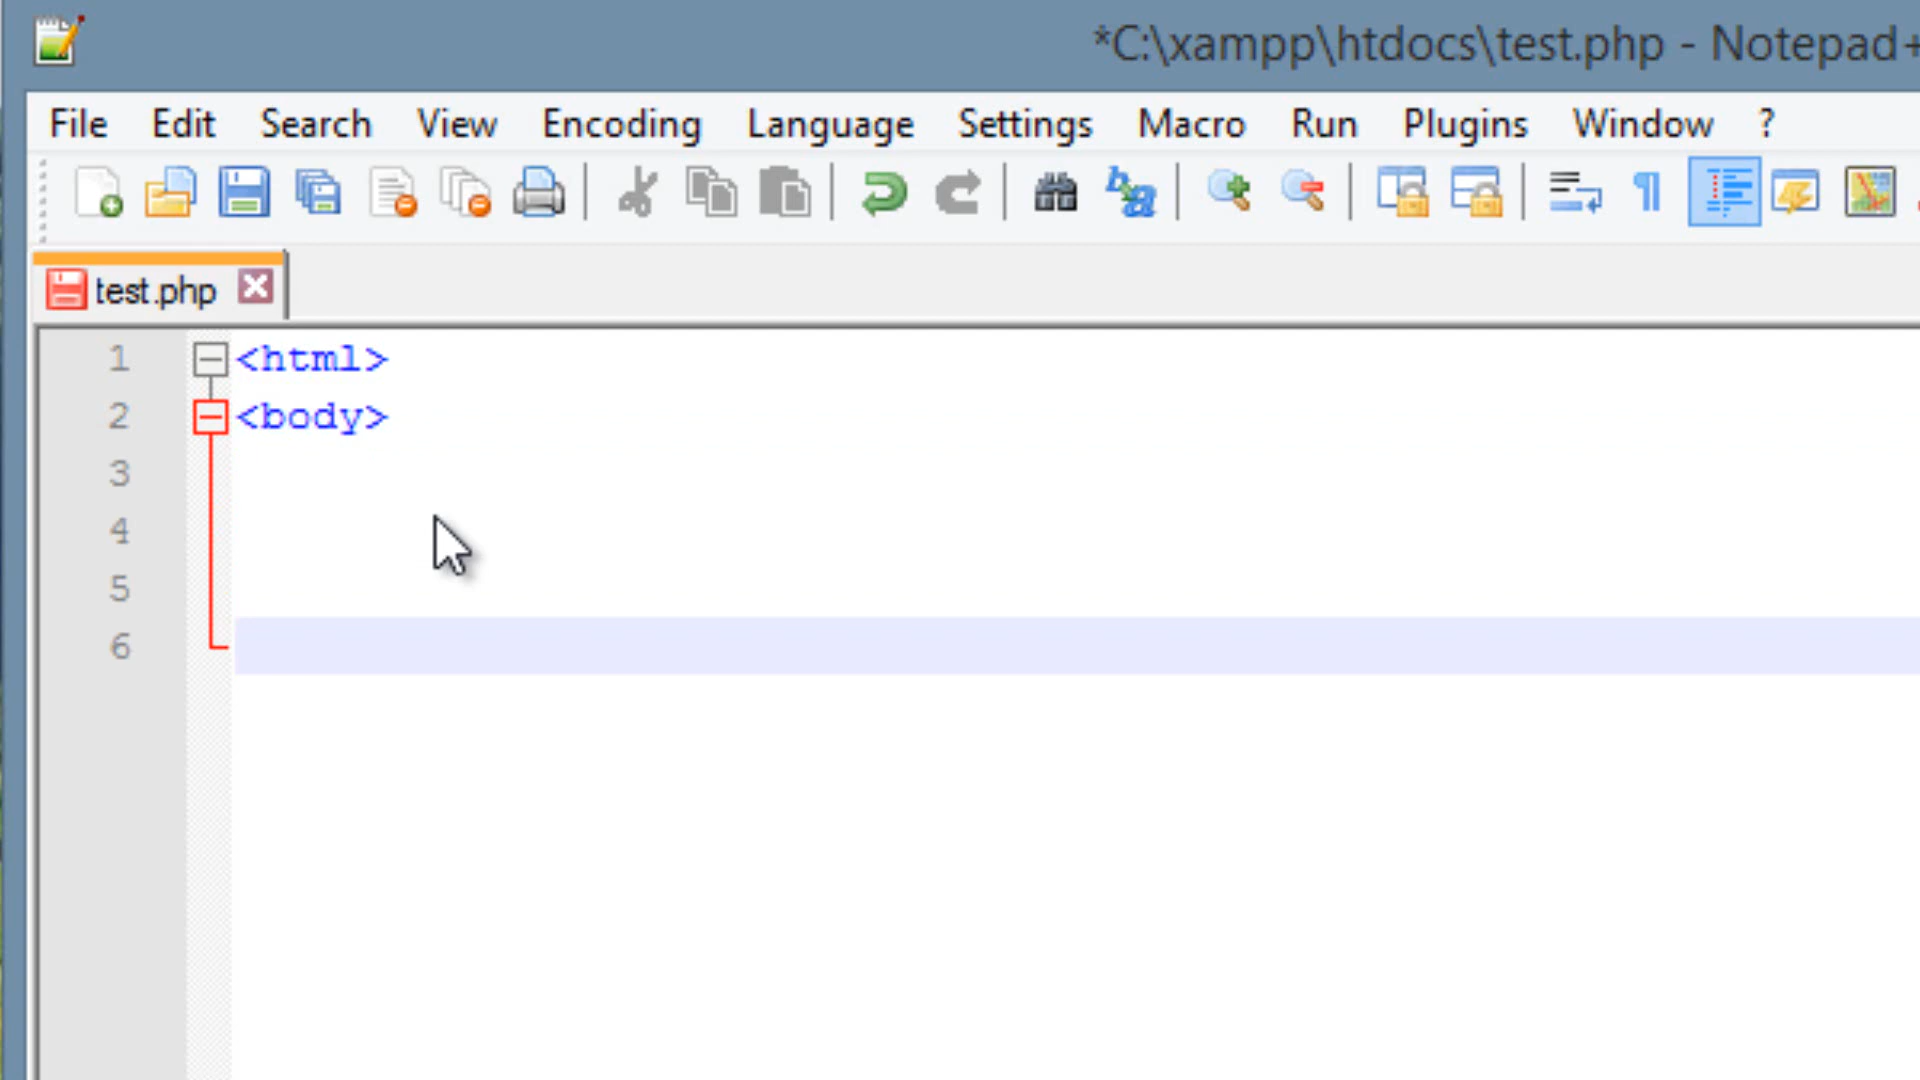 *C:\xampp\htdocs\test.php - Notepad+
File Edit Search View Encoding Language Settings Macro Run Plugins Window ?
test.php
1 <html>
2 <body>
3
4
5
6